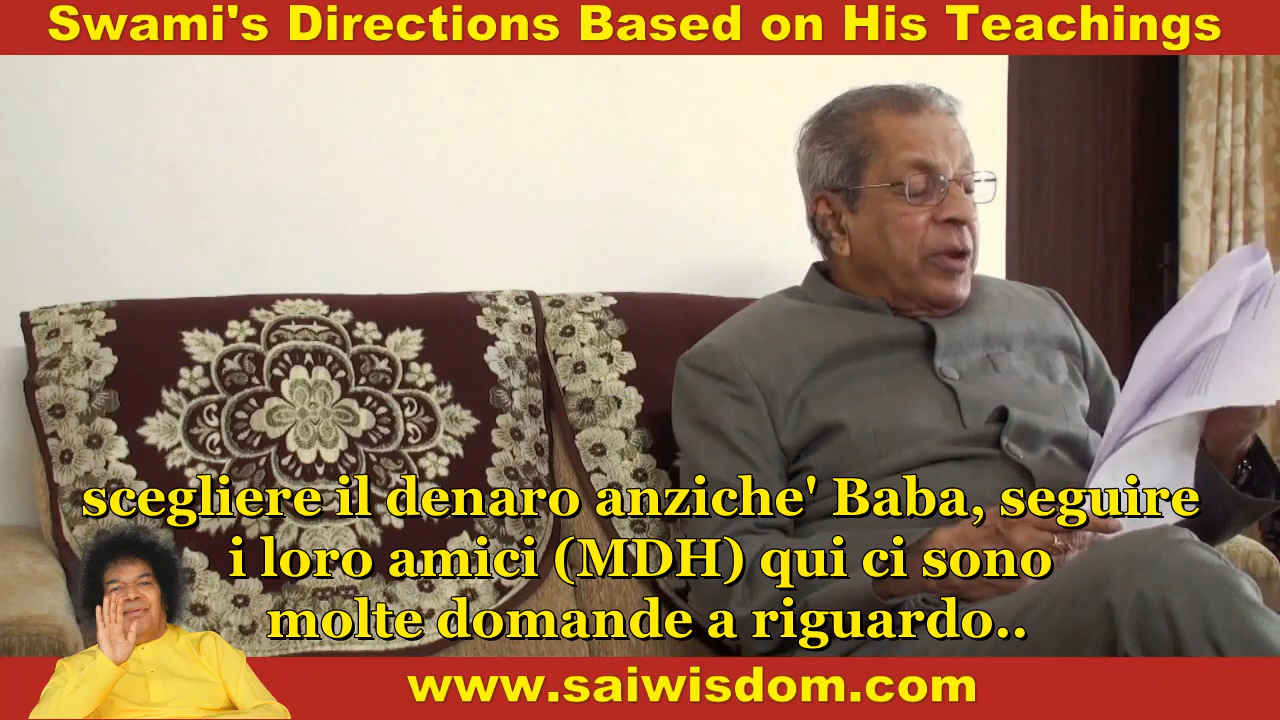 Swami's Directions Based on His Teachings
scegliere il denaro anziche' Baba, seguire
i loro amici (MDH) qui ci sono
molte domande a riguardo..
www.saiwisdom.com